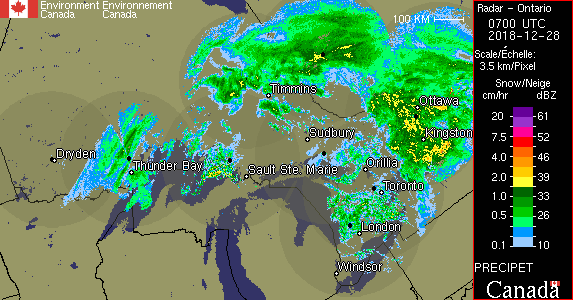 Environment Environnement
Canada Canada
100 KM
Timmins
Ottawa
Kingston
Sudbury
Dryden
Thunder Bay
Sault Ste. Marie
Orillia
Toronto
London
Windsor
Radar - Ontario
0700 UTC
2018-12-28
Scale/Échelle:
3.5 km/Pixel
Snow/Neige
cm/hr dBZ
20 61
7.5 57
5.0 52
4.0 46
2.0 39
1.0 33
0.5 26
0.1 10
PRECIPET
Canada